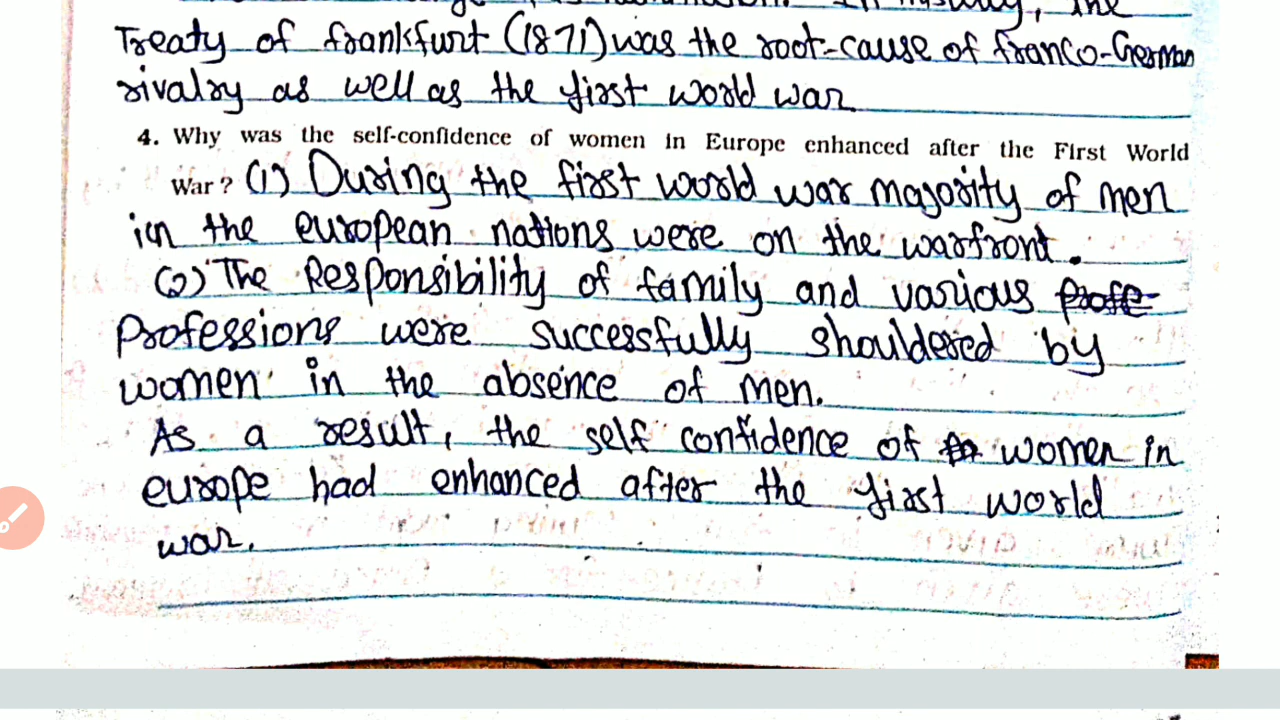 In history, the
Treaty of frankfurt (1871) was the root-cause of franco-German
rivalry as well as the first world war
4. Why was the self-confidence of women in Europe enhanced after the First World
War ? (1) During the first world war majority of men
in the european nations were on the warfront.
(2) The Responsibility of family and various profe
Professions were successfully shouldered by
women in the absence of men.
As a result, the self confidence of women in
europe had enhanced after the first world
war.